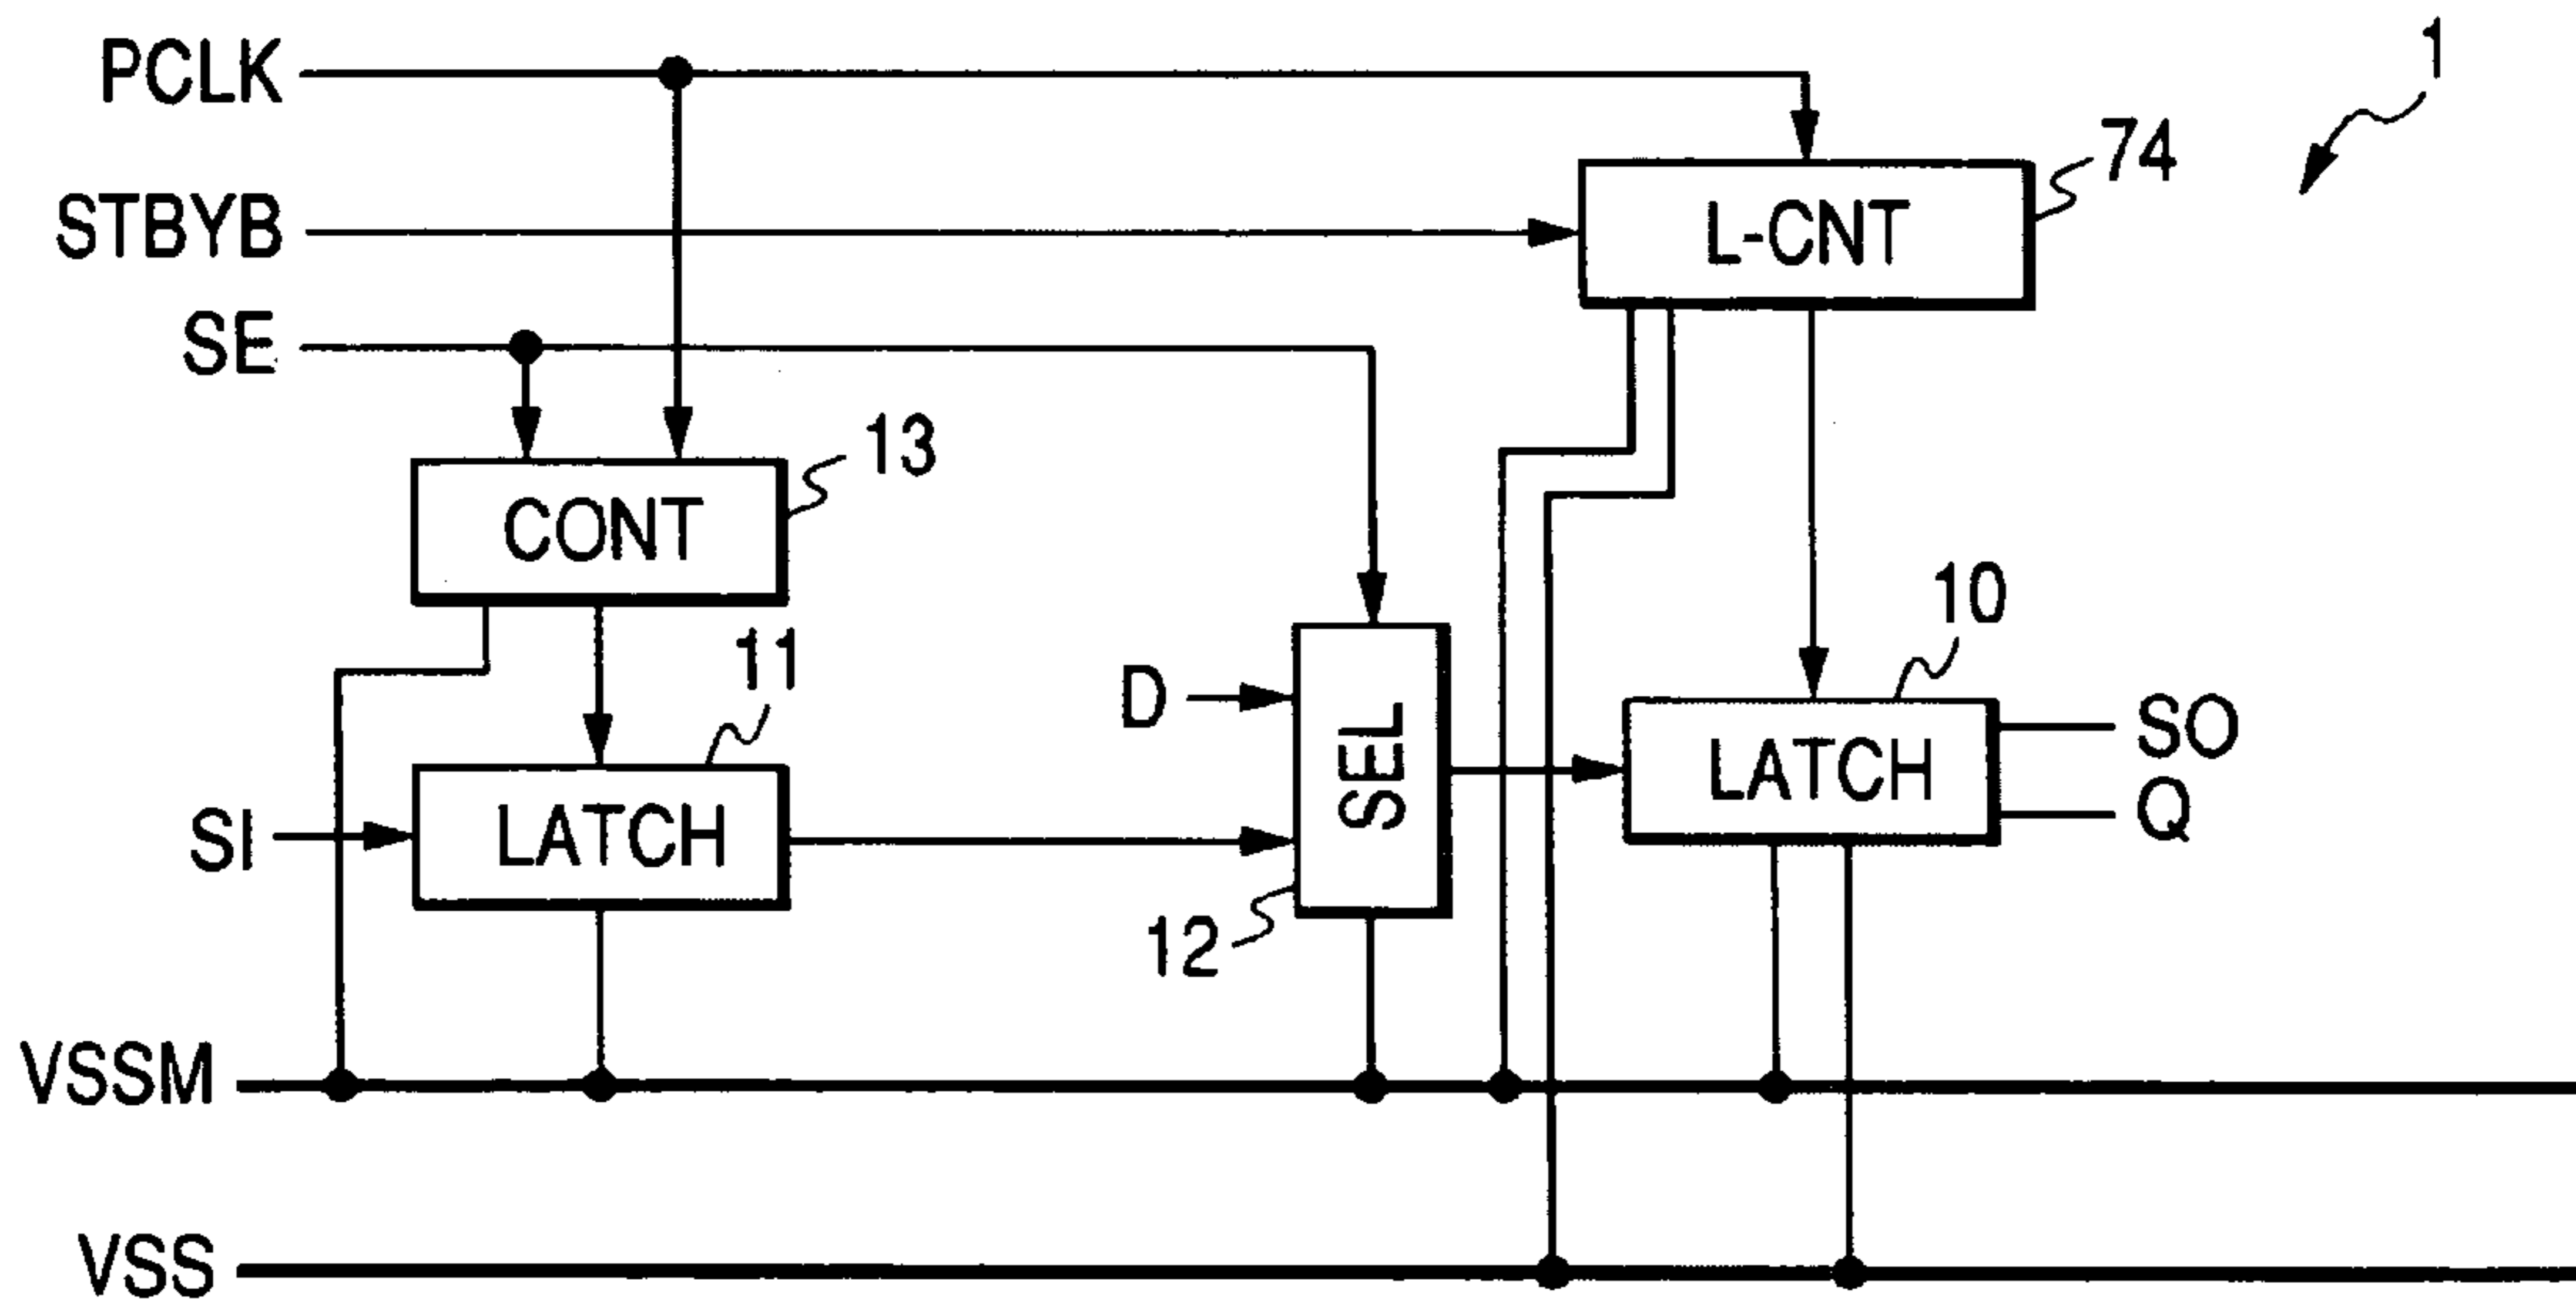 PCLK
1
74
STBYB
L-CNT
SE
13
CONT
10
11
D
SEL
LATCH
SO
SI
LATCH
Q
12
VSSM
VSS